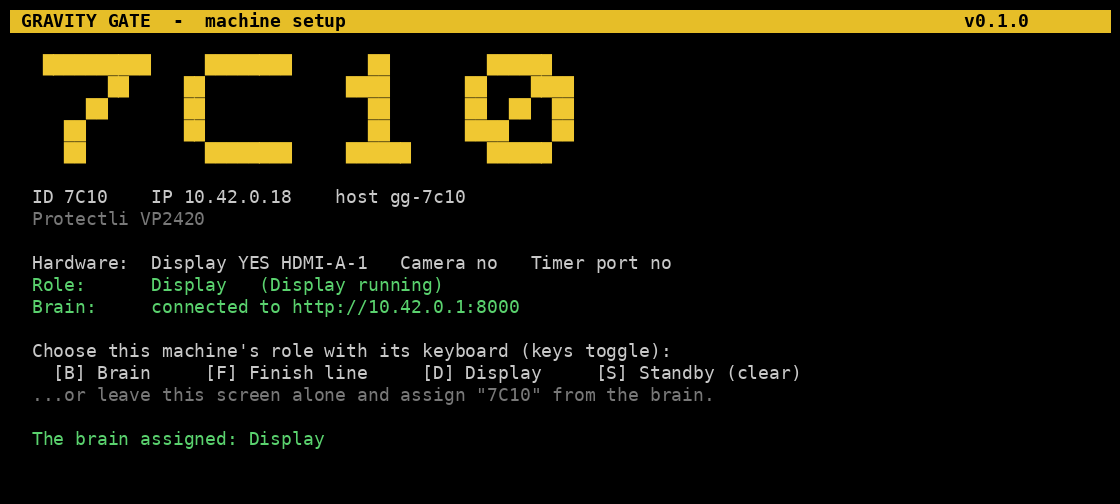 GRAVITY GATE  -  machine setup    v0.1.0
7C10
ID 7C10    IP 10.42.0.18    host gg-7c10
Protectli VP2420
Hardware:  Display YES HDMI-A-1   Camera no   Timer port no
Role:      Display   (Display running)
Brain:     connected to http://10.42.0.1:8000
Choose this machine's role with its keyboard (keys toggle):
[B] Brain     [F] Finish line     [D] Display     [S] Standby (clear)
...or leave this screen alone and assign "7C10" from the brain.
The brain assigned: Display